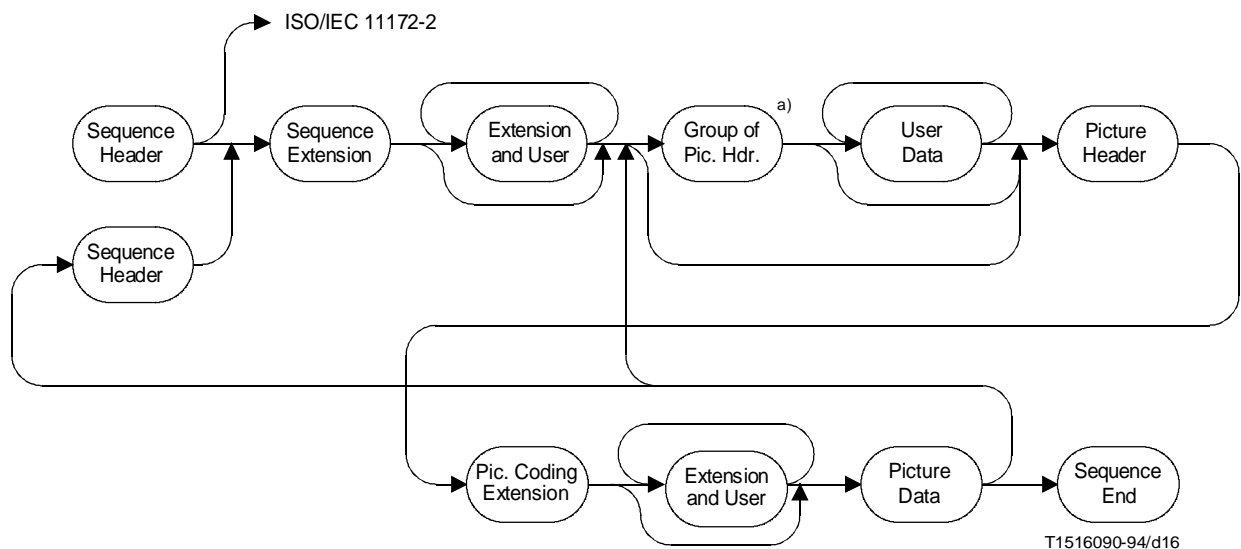 ISO/IEC 11172-2
a)
Sequence
Header
Sequence
Extension
Extension
and User
Group of
Pic. Hdr.
User
Data
Picture
Header
Sequence
Header
Pic. Coding
Extension
Extension
and User
Picture
Data
Sequence
End
T1516090-94/d16